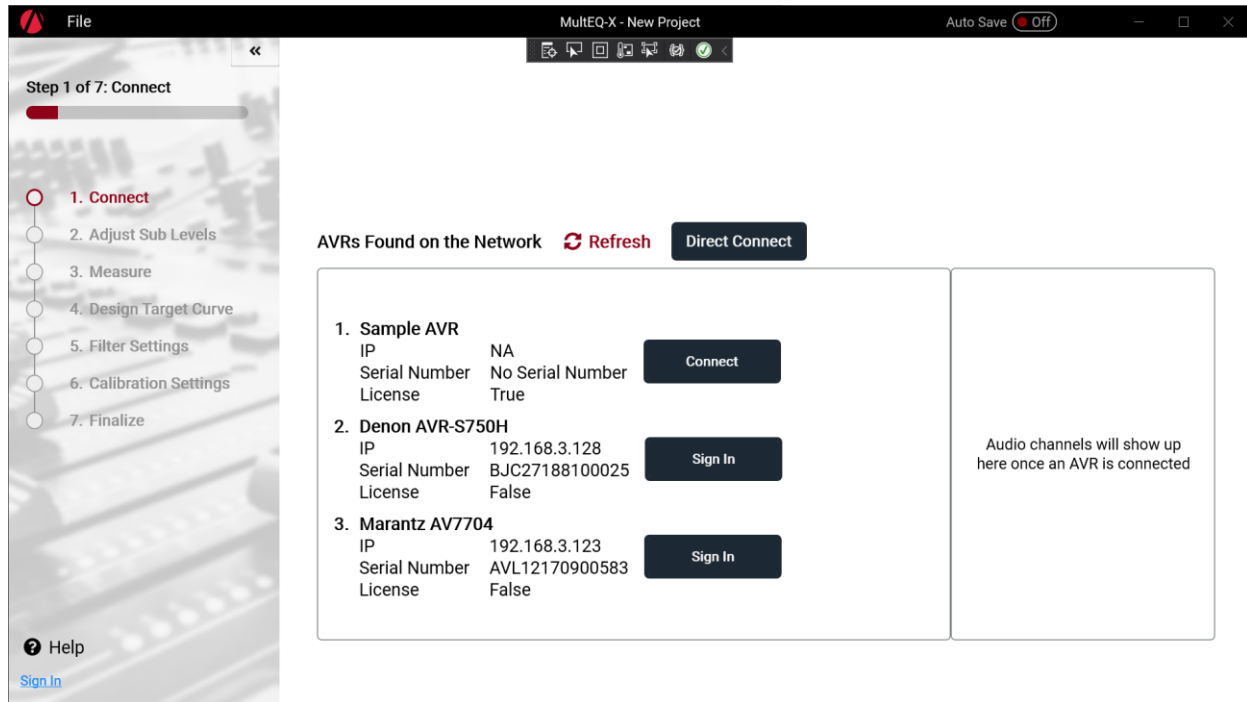 File
MultEQ-X - New Project
Auto Save Off
Step 1 of 7: Connect
1. Connect
2. Adjust Sub Levels
3. Measure
4. Design Target Curve
5. Filter Settings
6. Calibration Settings
7. Finalize
Help
Sign In
AVRs Found on the Network Refresh Direct Connect
1. Sample AVR
IP NA
Serial Number No Serial Number
License True
Connect
2. Denon AVR-S750H
IP 192.168.3.128
Serial Number BJC27188100025
License False
Sign In
3. Marantz AV7704
IP 192.168.3.123
Serial Number AVL12170900583
License False
Sign In
Audio channels will show up
here once an AVR is connected